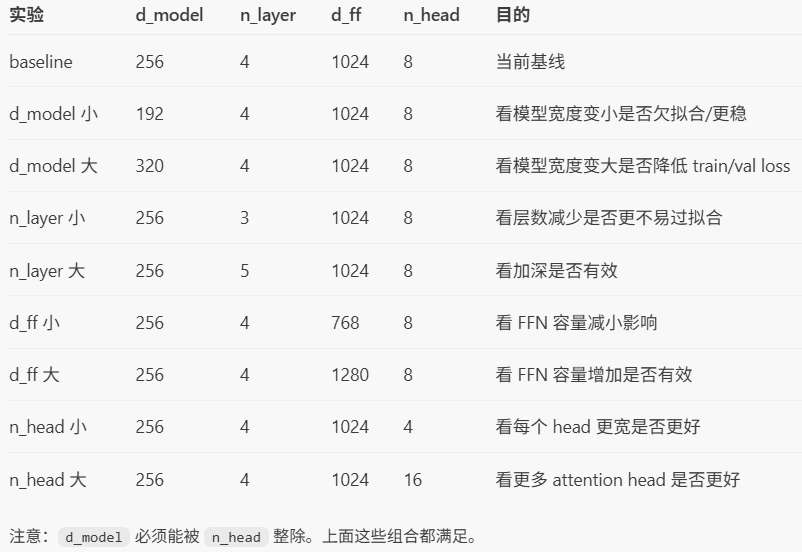 实验 d_model n_layer d_ff n_head 目的
baseline 256 4 1024 8 当前基线
d_model 小 192 4 1024 8 看模型宽度变小是否欠拟合/更稳
d_model 大 320 4 1024 8 看模型宽度变大是否降低 train/val loss
n_layer 小 256 3 1024 8 看层数减少是否更不易过拟合
n_layer 大 256 5 1024 8 看加深是否有效
d_ff 小 256 4 768 8 看 FFN 容量减小影响
d_ff 大 256 4 1280 8 看 FFN 容量增加是否有效
n_head 小 256 4 1024 4 看每个 head 更宽是否更好
n_head 大 256 4 1024 16 看更多 attention head 是否更好
注意：d_model 必须能被 n_head 整除。上面这些组合都满足。